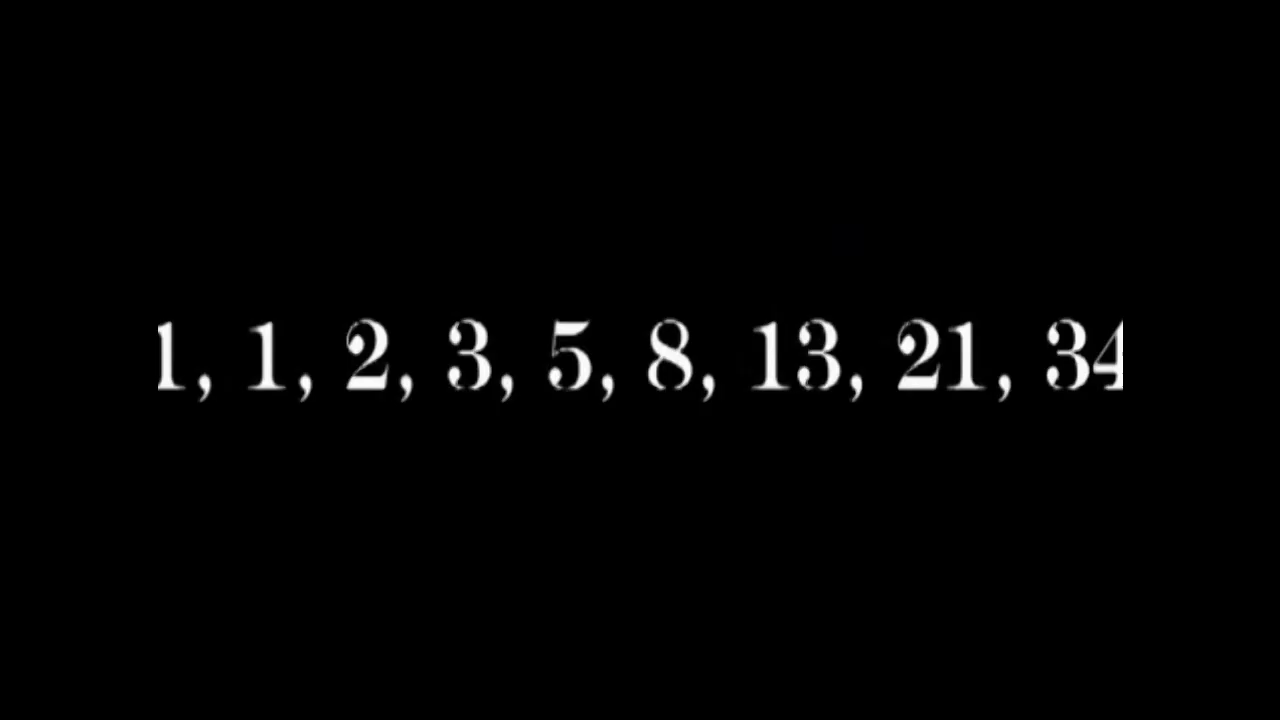 1, 1, 2, 3, 5, 8, 13, 21, 34